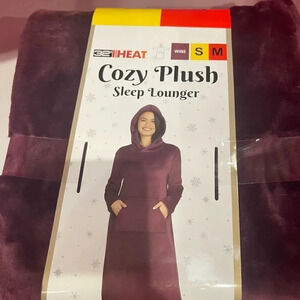 32 HEAT
WINE S M
Cozy Plush
Sleep Lounger